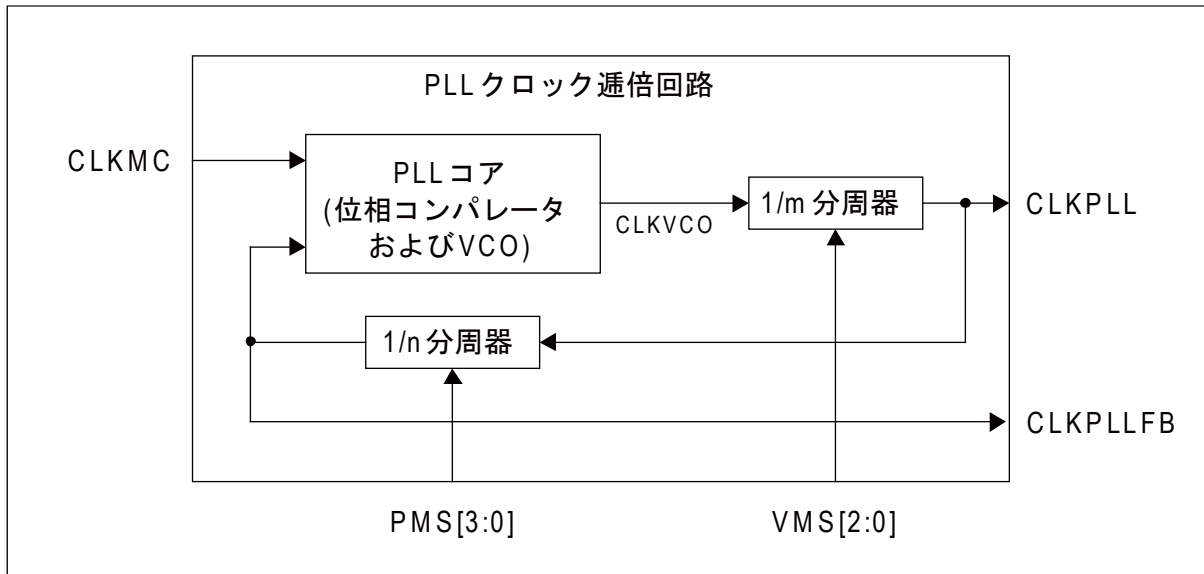 PLLクロック逓倍回路
CLKMC
PLLコア
(位相コンパレータ
およびVCO)
CLKVCO
1/m 分周器
CLKPLL
1/n 分周器
CLKPLLFB
PMS[3:0]
VMS[2:0]